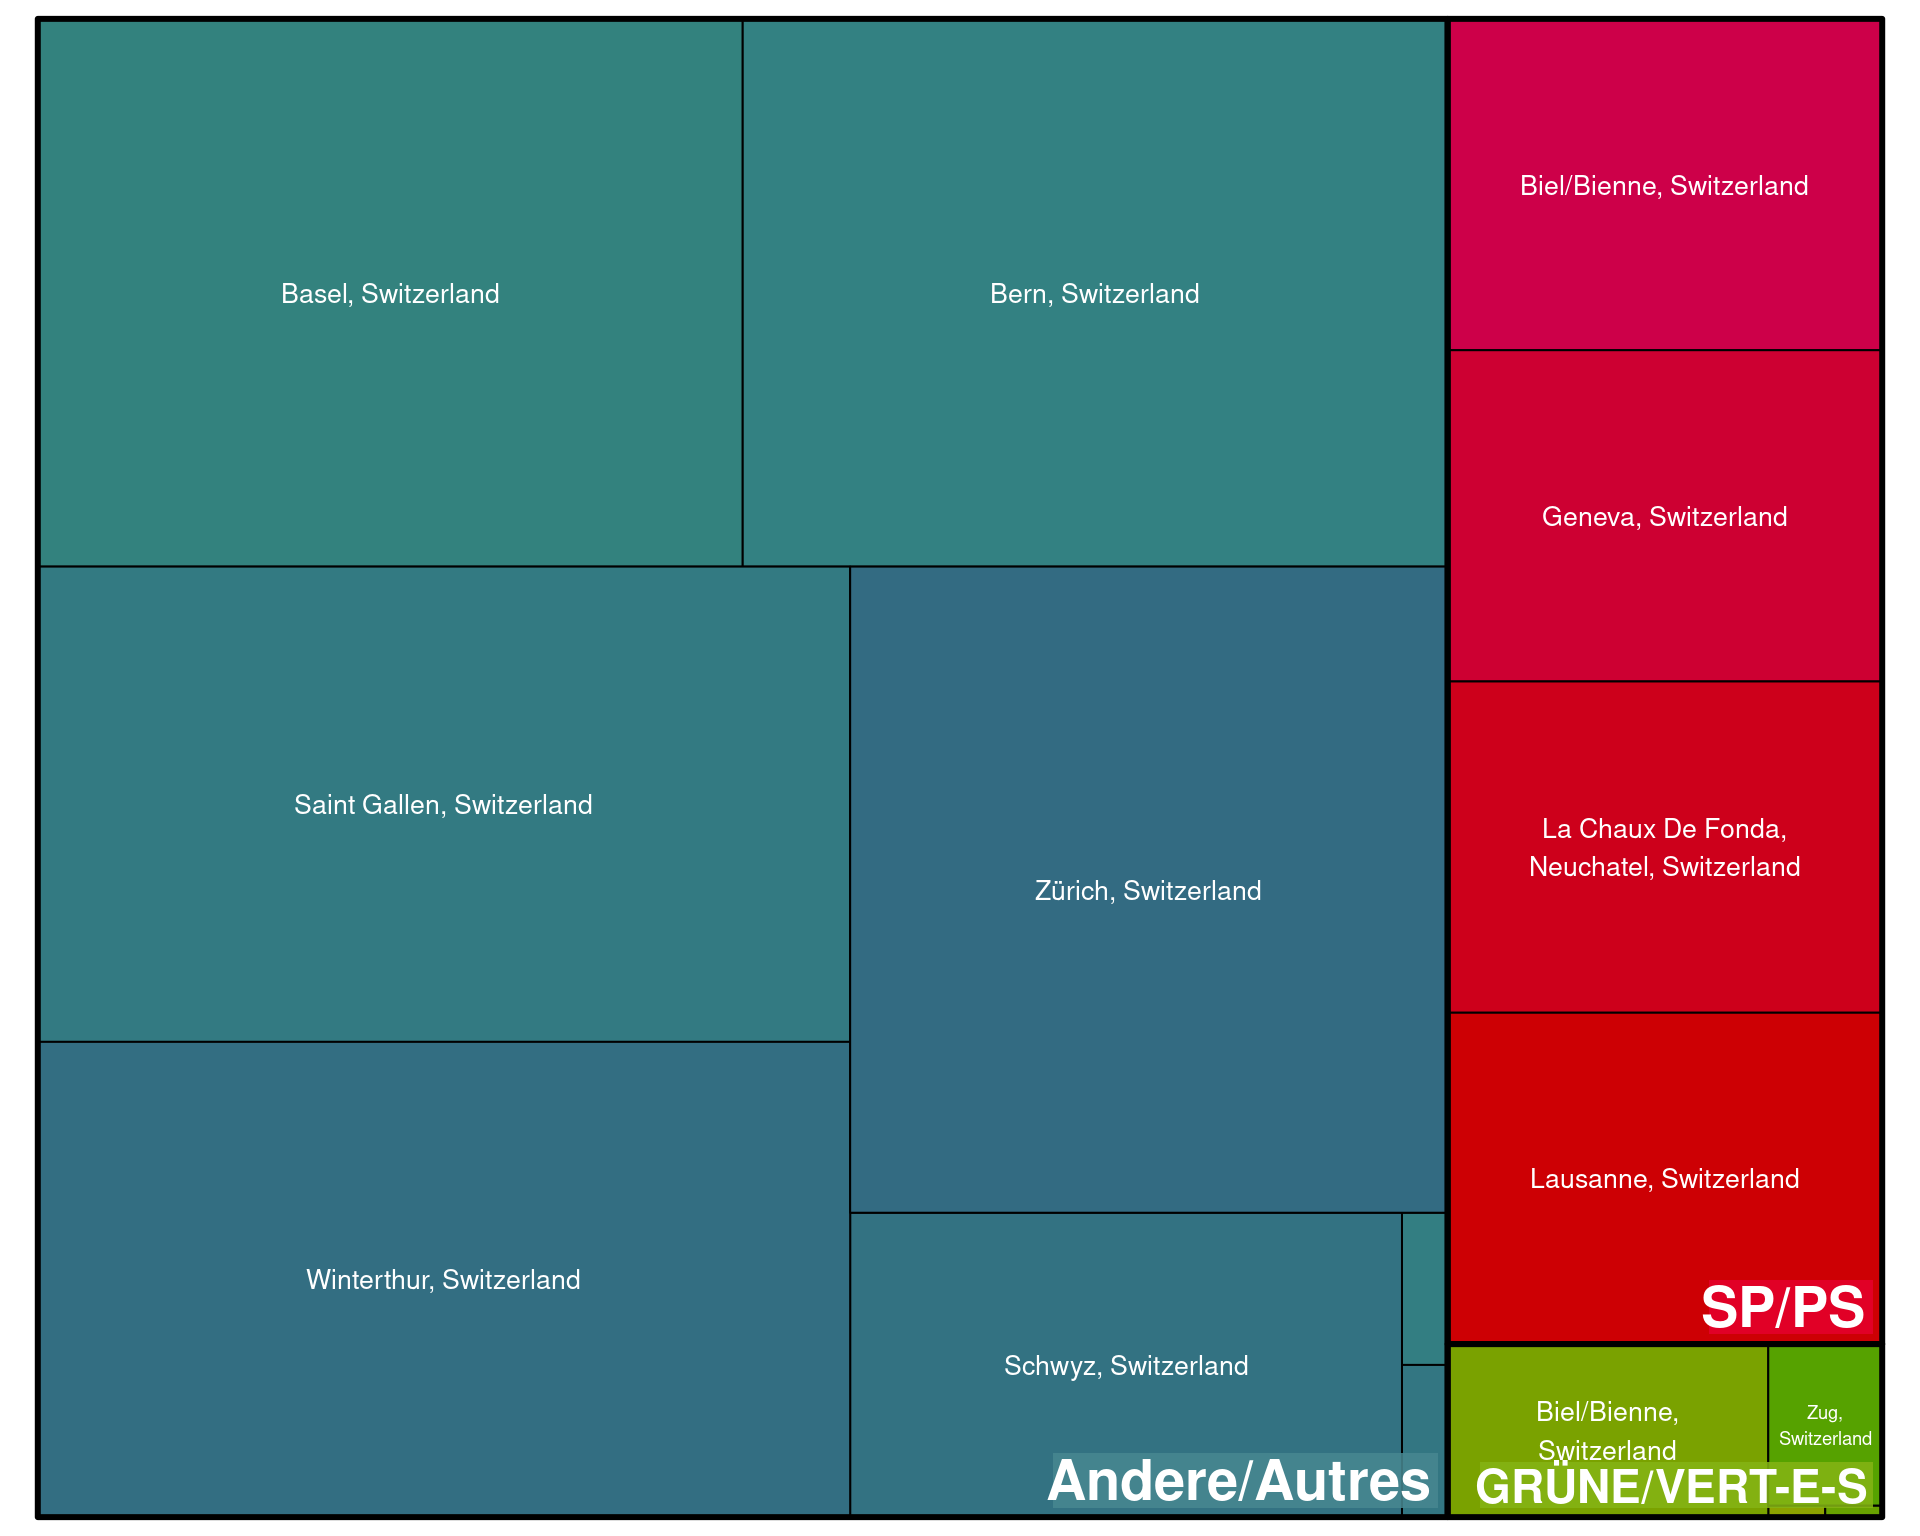 Basel, Switzerland
Bern, Switzerland
Saint Gallen, Switzerland
Zürich, Switzerland
Winterthur, Switzerland
Schwyz, Switzerland
Andere/Autres
Biel/Bienne, Switzerland
Geneva, Switzerland
La Chaux De Fonda,
Neuchatel, Switzerland
Lausanne, Switzerland
SP/PS
Biel/Bienne,
Switzerland
Zug,
Switzerland
GRÜNE/VERT-E-S